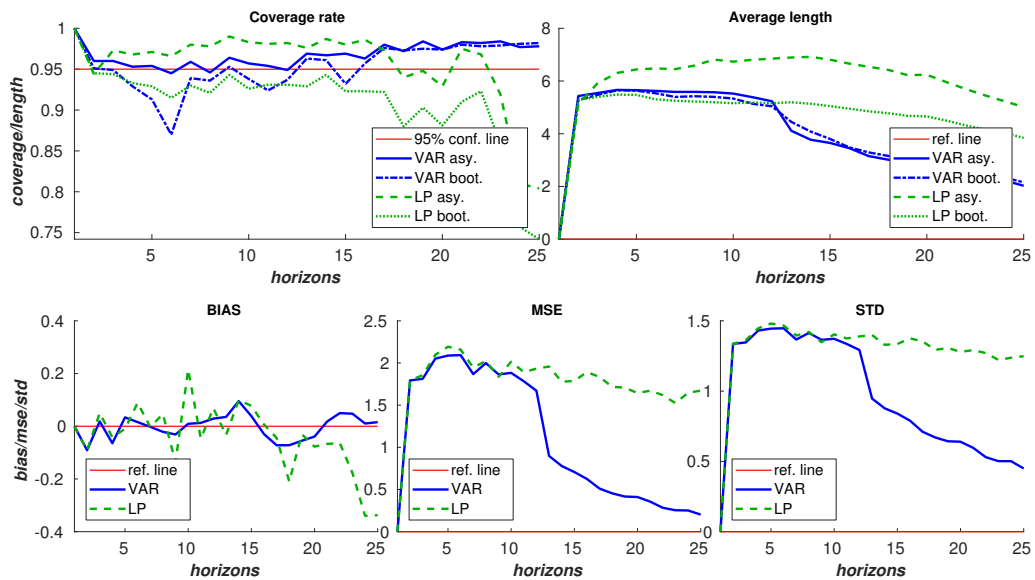 Coverage rate
coverage/length
1
0.95
0.9
0.85
0.8
0.75
5
10
15
20
25
horizons
95% conf. line
VAR asy.
VAR boot.
LP asy.
LP boot.
Average length
8
6
4
2
0
5
10
15
20
25
horizons
ref. line
VAR asy.
VAR boot.
LP asy.
LP boot.
BIAS
bias/mse/std
0.4
0.2
0
-0.2
-0.4
5
10
15
20
25
horizons
ref. line
VAR
LP
MSE
2.5
2
1.5
1
0.5
0
5
10
15
20
25
horizons
ref. line
VAR
LP
STD
1.5
1
0.5
0
5
10
15
20
25
horizons
ref. line
VAR
LP